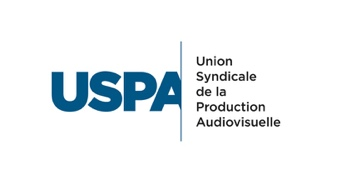 USPA
Union
Syndicale
de la
Production
Audiovisuelle